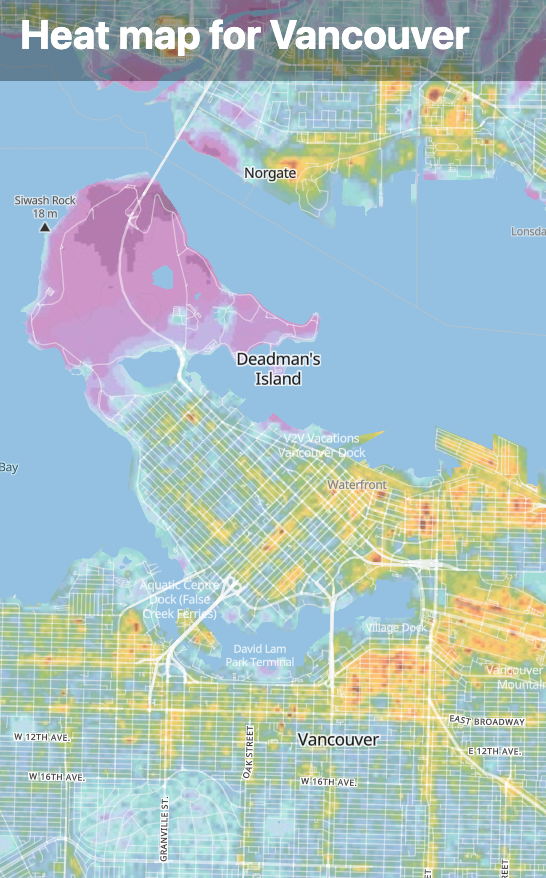 Heat map for Vancouver
Norgate
Siwash Rock
18 m
Lonsda
Deadman's
Island
V2V Vacations
Vancouver Dock
Bay
Waterfront
Aquatic Centre
Dock (False
Creek Ferries)
Village Dock
David Lam
Park Terminal
Vancouver
Mountain
EAST BROADWAY
W 12TH AVE.
Vancouver
E 12TH AVE.
OAK STREET
W 16TH AVE.
W 16TH AVE.
GRANVILLE ST.
ET
REET